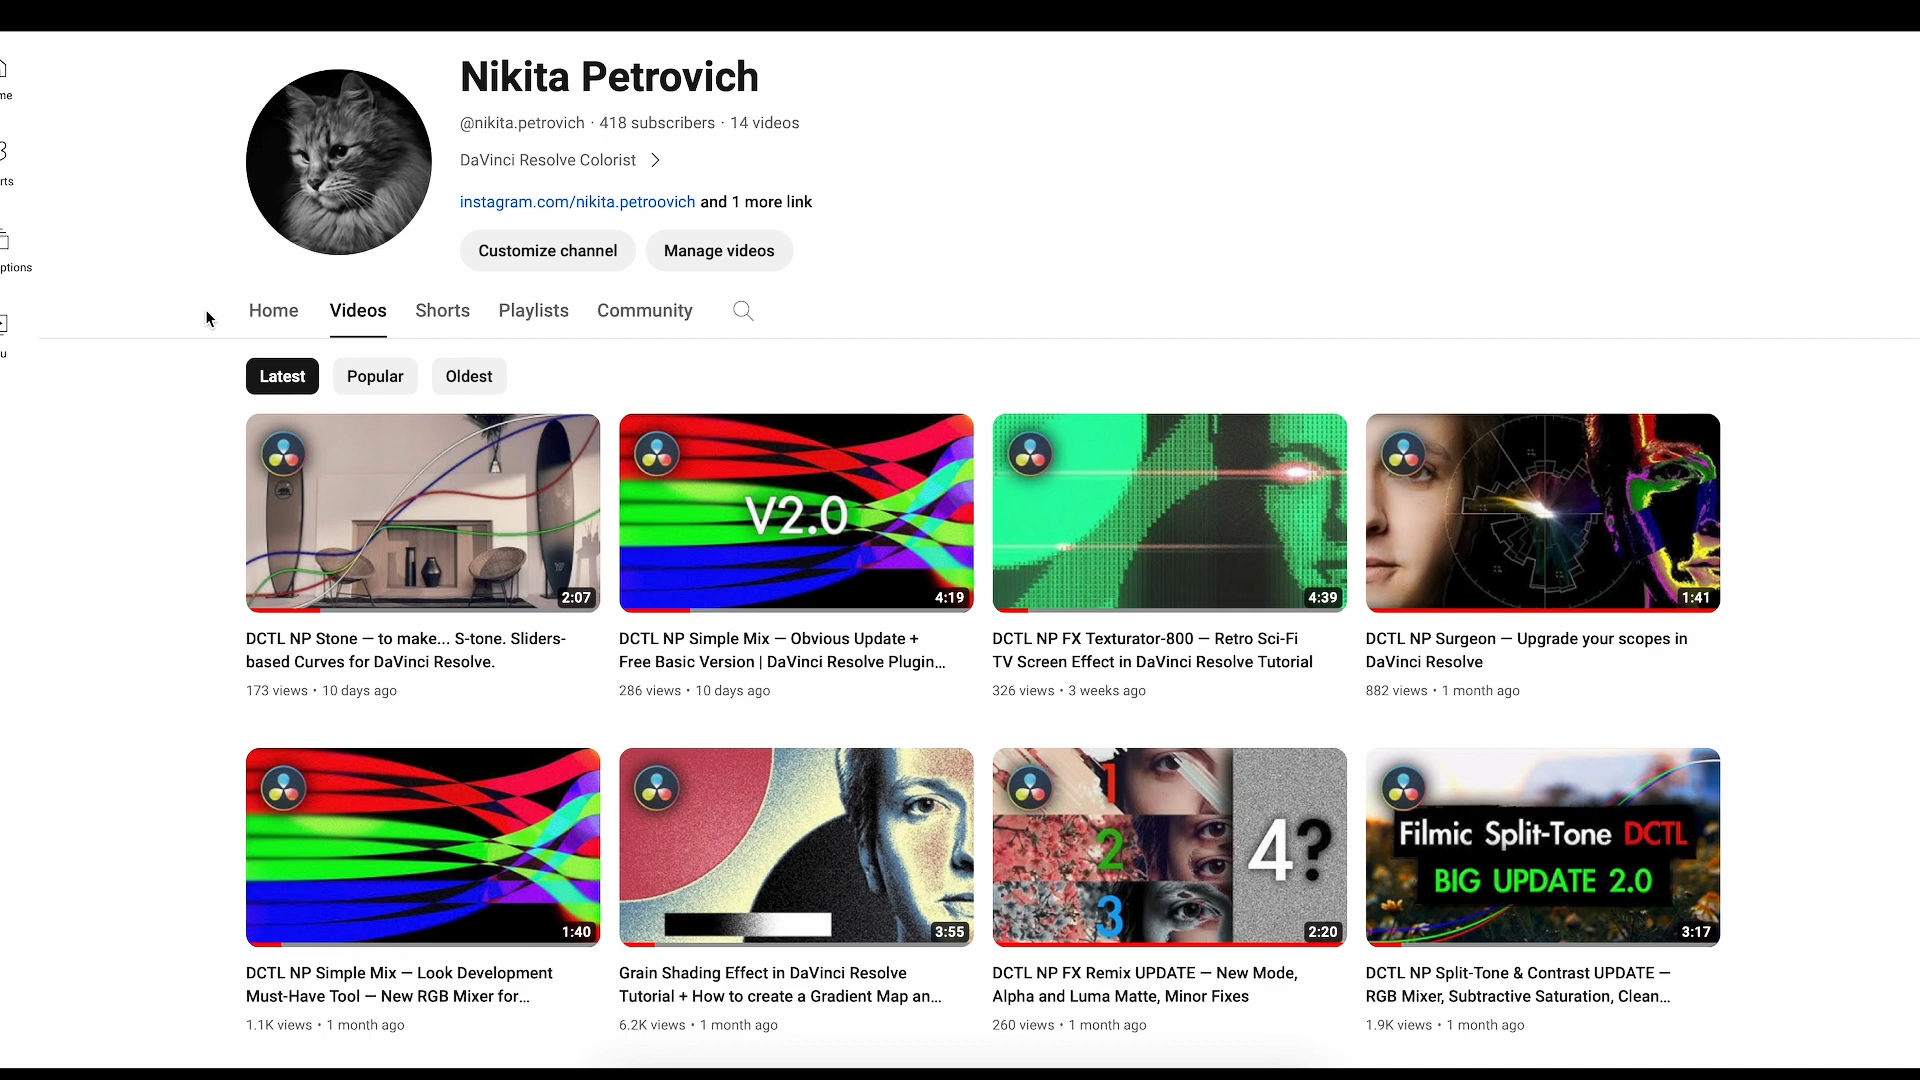 Nikita Petrovich
@nikita.petrovich · 418 subscribers · 14 videos
DaVinci Resolve Colorist
instagram.com/nikita.petroovich and 1 more link
Customize channel
Manage videos
me
rts
ptions
u
Home
Videos
Shorts
Playlists
Community
Latest
Popular
Oldest
2:07
V2.0
4:19
4:39
1:41
DCTL NP Stone — to make... S-tone. Sliders-
based Curves for DaVinci Resolve.
173 views • 10 days ago
DCTL NP Simple Mix — Obvious Update +
Free Basic Version | DaVinci Resolve Plugin...
286 views • 10 days ago
DCTL NP FX Texturator-800 — Retro Sci-Fi
TV Screen Effect in DaVinci Resolve Tutorial
326 views • 3 weeks ago
DCTL NP Surgeon — Upgrade your scopes in
DaVinci Resolve
882 views • 1 month ago
1:40
3:55
1
2
3
4?
2:20
Filmic Split-Tone DCTL
BIG UPDATE 2.0
3:17
DCTL NP Simple Mix — Look Development
Must-Have Tool — New RGB Mixer for...
1.1K views • 1 month ago
Grain Shading Effect in DaVinci Resolve
Tutorial + How to create a Gradient Map an...
6.2K views • 1 month ago
DCTL NP FX Remix UPDATE — New Mode,
Alpha and Luma Matte, Minor Fixes
260 views • 1 month ago
DCTL NP Split-Tone & Contrast UPDATE —
RGB Mixer, Subtractive Saturation, Clean...
1.9K views • 1 month ago